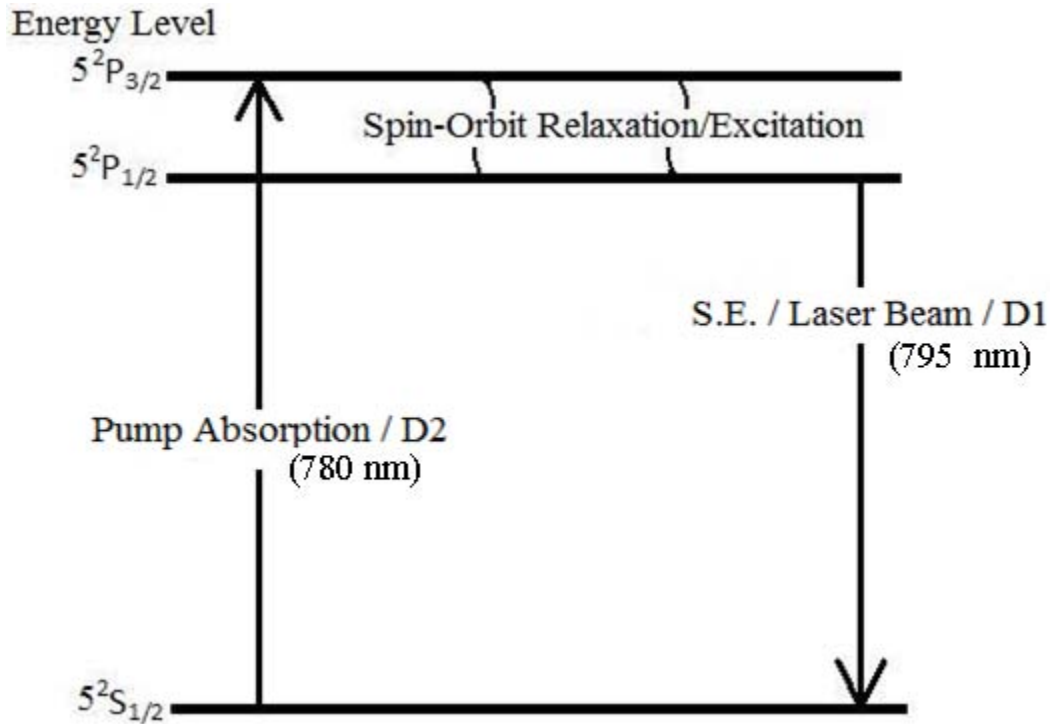 Energy Level
5²P₃/₂
Spin-Orbit Relaxation/Excitation
5²P₁/₂
S.E. / Laser Beam / D1
(795 nm)
Pump Absorption / D2
(780 nm)
5²S₁/₂